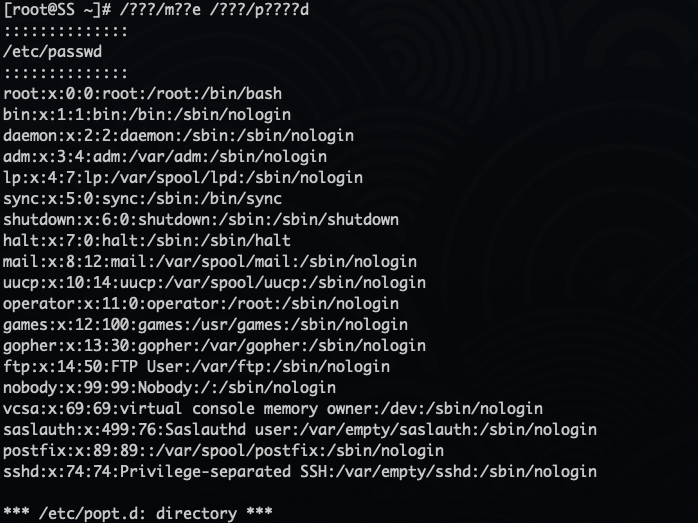 [root@SS ~]# /???/m??e /???/p????d
::::::::::::::
/etc/passwd
::::::::::::::
root:x:0:0:root:/root:/bin/bash
bin:x:1:1:bin:/bin:/sbin/nologin
daemon:x:2:2:daemon:/sbin:/sbin/nologin
adm:x:3:4:adm:/var/adm:/sbin/nologin
lp:x:4:7:lp:/var/spool/lpd:/sbin/nologin
sync:x:5:0:sync:/sbin:/bin/sync
shutdown:x:6:0:shutdown:/sbin:/sbin/shutdown
halt:x:7:0:halt:/sbin:/sbin/halt
mail:x:8:12:mail:/var/spool/mail:/sbin/nologin
uucp:x:10:14:uucp:/var/spool/uucp:/sbin/nologin
operator:x:11:0:operator:/root:/sbin/nologin
games:x:12:100:games:/usr/games:/sbin/nologin
gopher:x:13:30:gopher:/var/gopher:/sbin/nologin
ftp:x:14:50:FTP User:/var/ftp:/sbin/nologin
nobody:x:99:99:Nobody:/:/sbin/nologin
vcsa:x:69:69:virtual console memory owner:/dev:/sbin/nologin
saslauth:x:499:76:Saslauthd user:/var/empty/saslauth:/sbin/nologin
postfix:x:89:89::/var/spool/postfix:/sbin/nologin
sshd:x:74:74:Privilege-separated SSH:/var/empty/sshd:/sbin/nologin
*** /etc/popt.d: directory ***